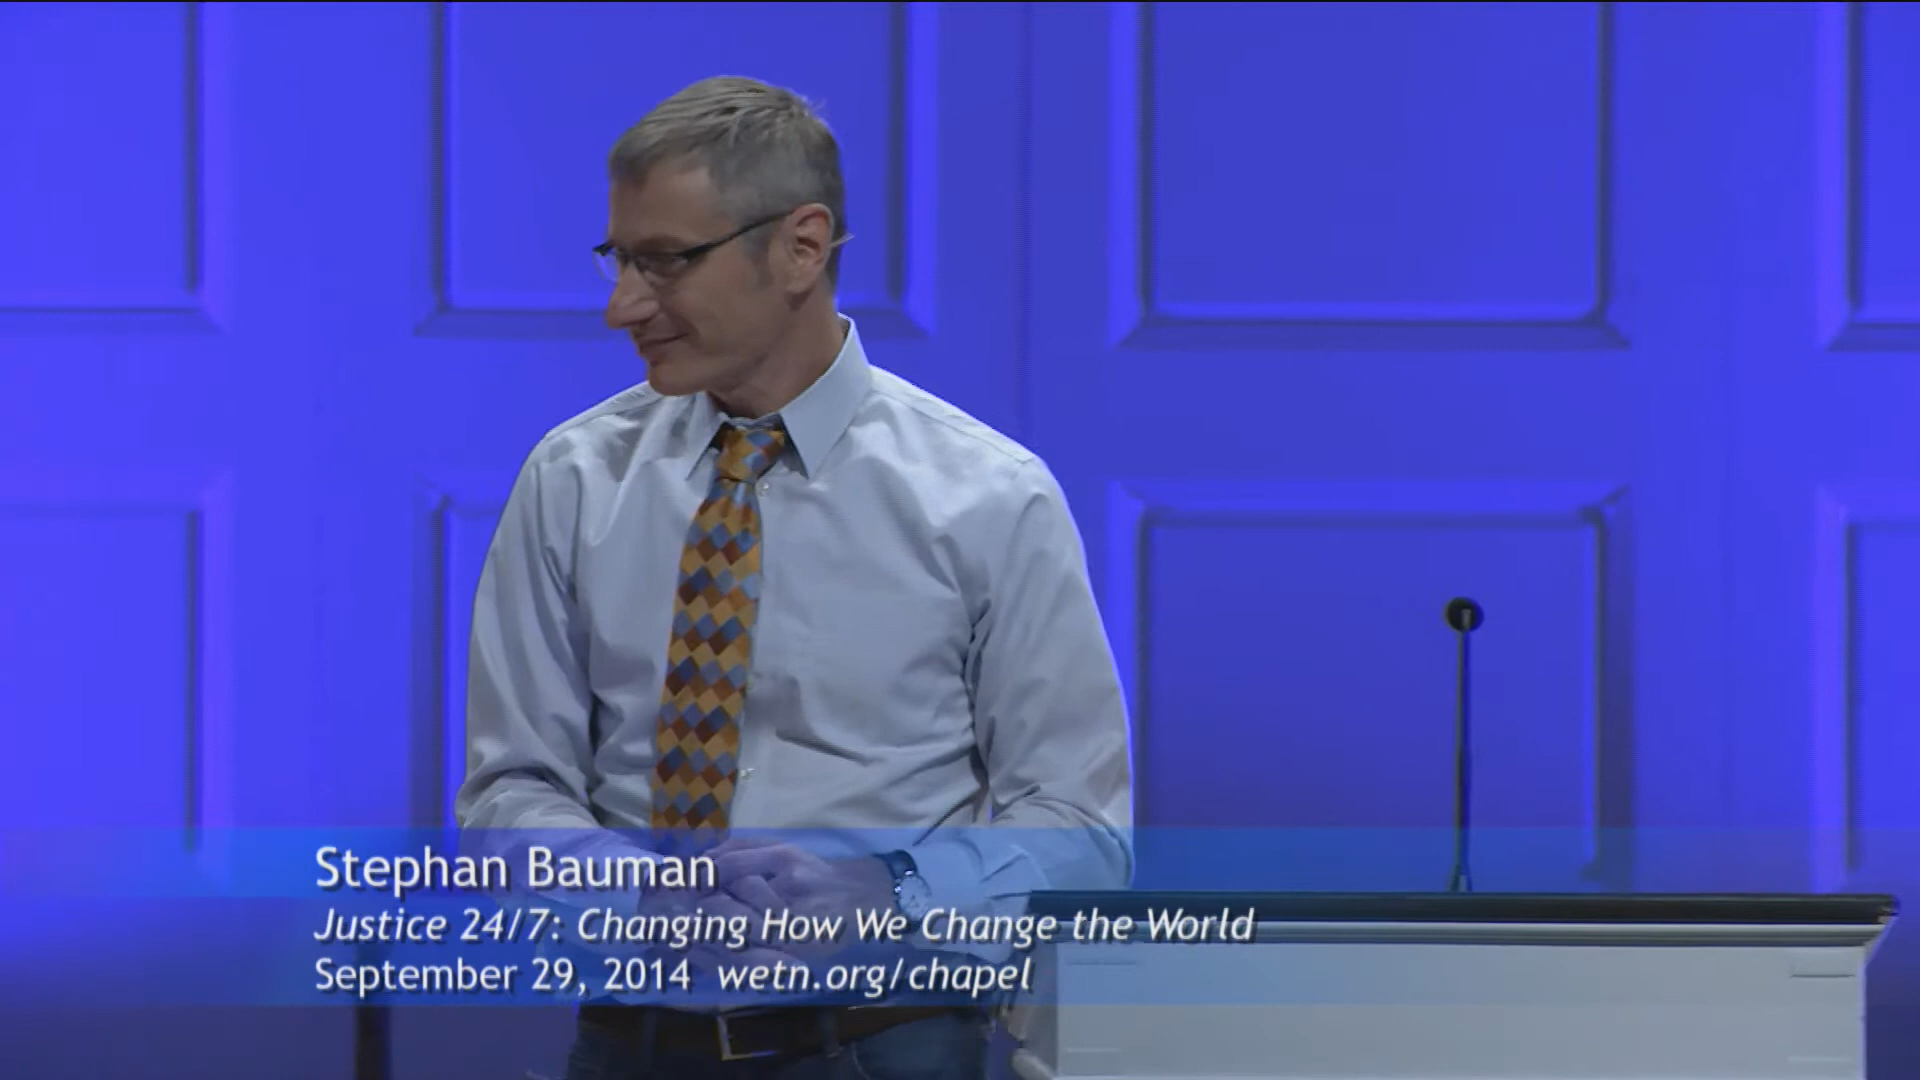 Stephan Bauman
Justice 24/7: Changing How We Change the World
September 29, 2014 wetn.org/chapel